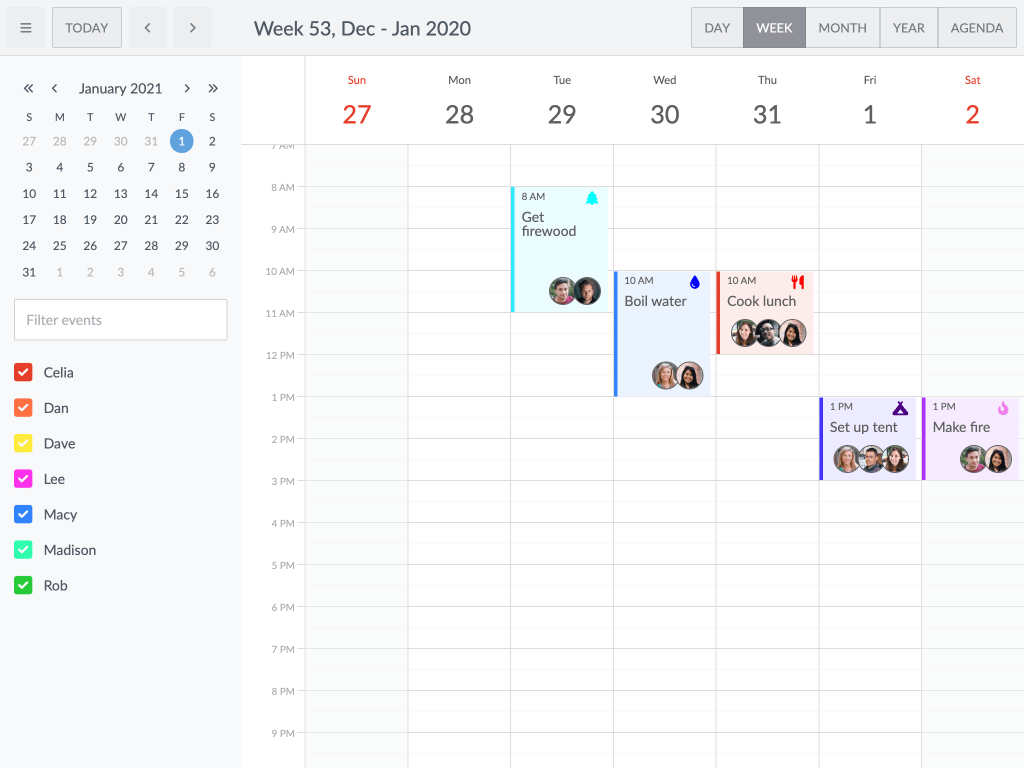 TODAY
Week 53, Dec - Jan 2020
DAY WEEK MONTH YEAR AGENDA
January 2021
S M T W T F S
27 28 29 30 31 1 2
3 4 5 6 7 8 9
10 11 12 13 14 15 16
17 18 19 20 21 22 23
24 25 26 27 28 29 30
31 1 2 3 4 5 6
Filter events
Celia
Dan
Dave
Lee
Macy
Madison
Rob
Sun Mon Tue Wed Thu Fri Sat
27 28 29 30 31 1 2
7 AM
8 AM
9 AM
10 AM
11 AM
12 PM
1 PM
2 PM
3 PM
4 PM
5 PM
6 PM
7 PM
8 PM
9 PM
8 AM
Get
firewood
10 AM
Boil water
10 AM
Cook lunch
1 PM
Set up tent
1 PM
Make fire